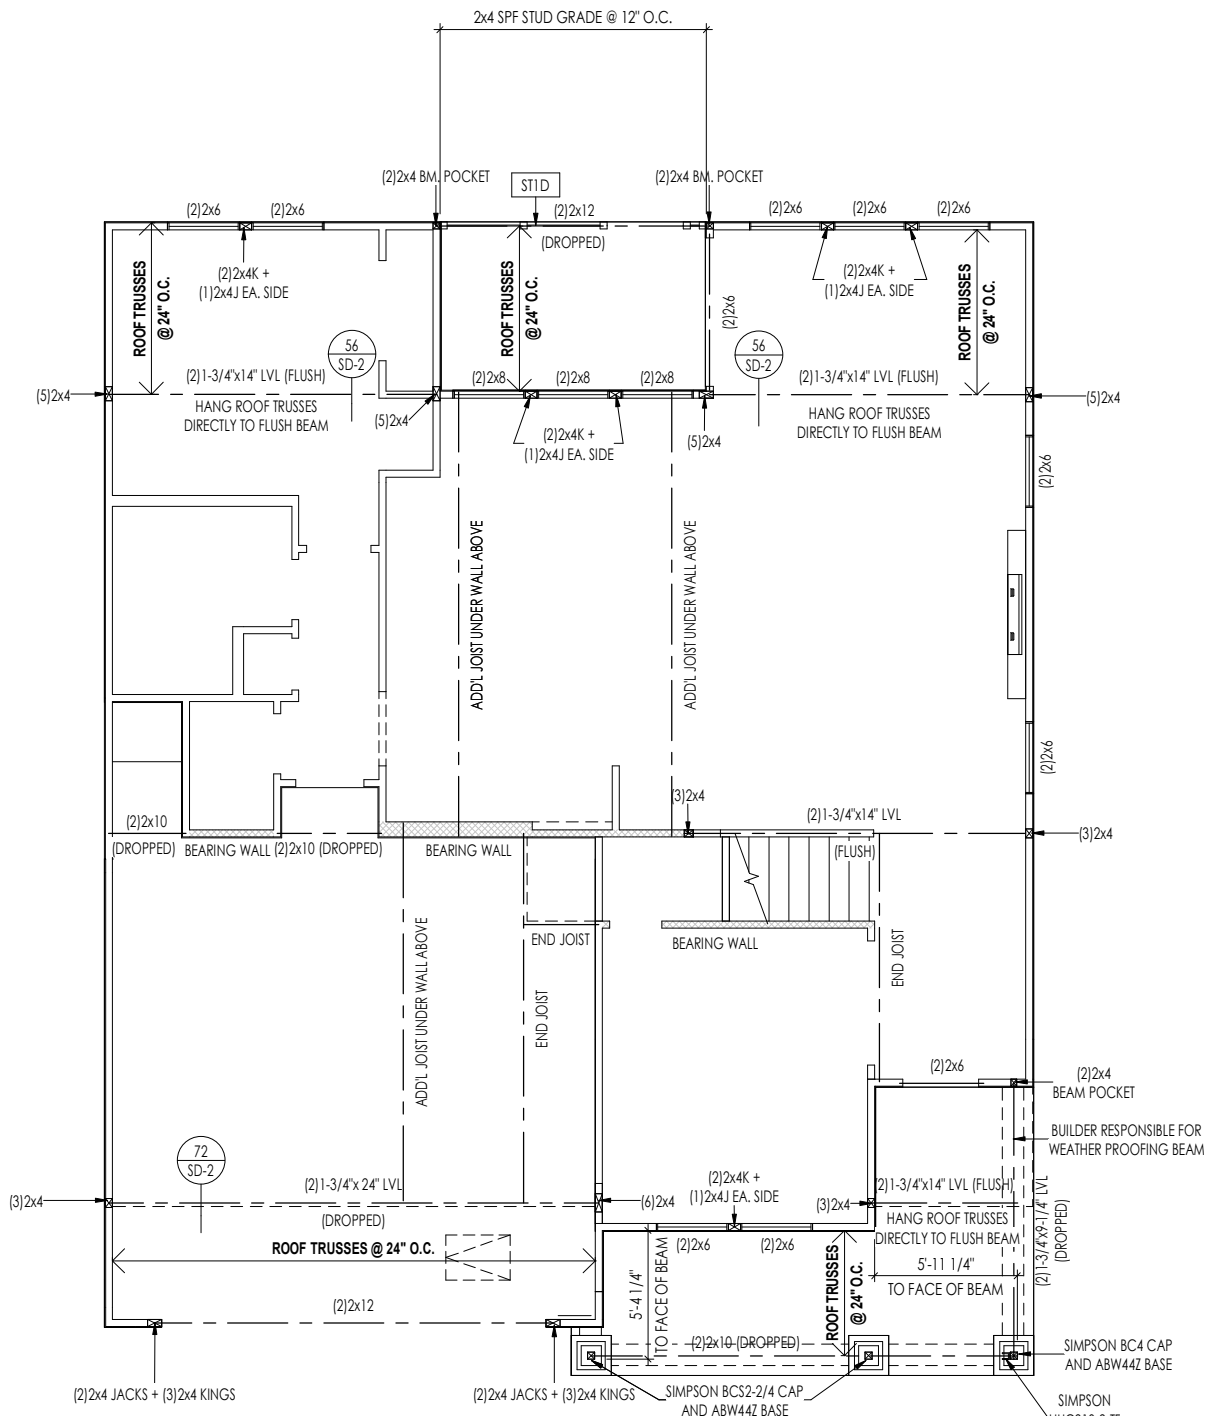 2x4 SPF STUD GRADE @ 12" O.C.
(2)2x4 BM. POCKET
ST1D
(2)2x4 BM. POCKET
(2)2x6
(2)2x6
(2)2x12
(DROPPED)
(2)2x6
(2)2x6
(2)2x6
ROOF TRUSSES
@ 24" O.C.
(2)2x4K +
(1)2x4J EA. SIDE
ROOF TRUSSES
@ 24" O.C.
(2)2x6
(2)2x4K +
(1)2x4J EA. SIDE
ROOF TRUSSES
@ 24" O.C.
56
SD-2
56
SD-2
(2)1-3/4"x14" LVL (FLUSH)
(2)2x8
(2)2x8
(2)2x8
(2)1-3/4"x14" LVL (FLUSH)
(5)2x4
HANG ROOF TRUSSES
DIRECTLY TO FLUSH BEAM
(5)2x4
(2)2x4K +
(1)2x4J EA. SIDE
(5)2x4
HANG ROOF TRUSSES
DIRECTLY TO FLUSH BEAM
(5)2x4
(2)2x6
ADD'L JOIST UNDER WALL ABOVE
ADD'L JOIST UNDER WALL ABOVE
(2)2x6
(3)2x4
(2)2x10
(DROPPED)
BEARING WALL
(2)2x10 (DROPPED)
BEARING WALL
(2)1-3/4"x14" LVL
(FLUSH)
(3)2x4
END JOIST
BEARING WALL
ADD'L JOIST UNDER WALL ABOVE
END JOIST
END JOIST
(2)2x6
(2)2x4
BEAM POCKET
BUILDER RESPONSIBLE FOR
WEATHER PROOFING BEAM
72
SD-2
(3)2x4
(2)1-3/4"x 24" LVL
(DROPPED)
(6)2x4
(2)2x4K +
(1)2x4J EA. SIDE
(3)2x4
(2)1-3/4"x14" LVL (FLUSH)
HANG ROOF TRUSSES
DIRECTLY TO FLUSH BEAM
(2)1-3/4"x9-1/4" LVL
(DROPPED)
ROOF TRUSSES @ 24" O.C.
(2)2x6
(2)2x6
5'-4 1/4"
TO FACE OF BEAM
ROOF TRUSSES
@ 24" O.C.
5'-11 1/4"
TO FACE OF BEAM
(2)2x12
(2)2x10 (DROPPED)
SIMPSON BC4 CAP
AND ABW44Z BASE
(2)2x4 JACKS + (3)2x4 KINGS
(2)2x4 JACKS + (3)2x4 KINGS
SIMPSON BCS2-2/4 CAP
AND ABW44Z BASE
SIMPSON